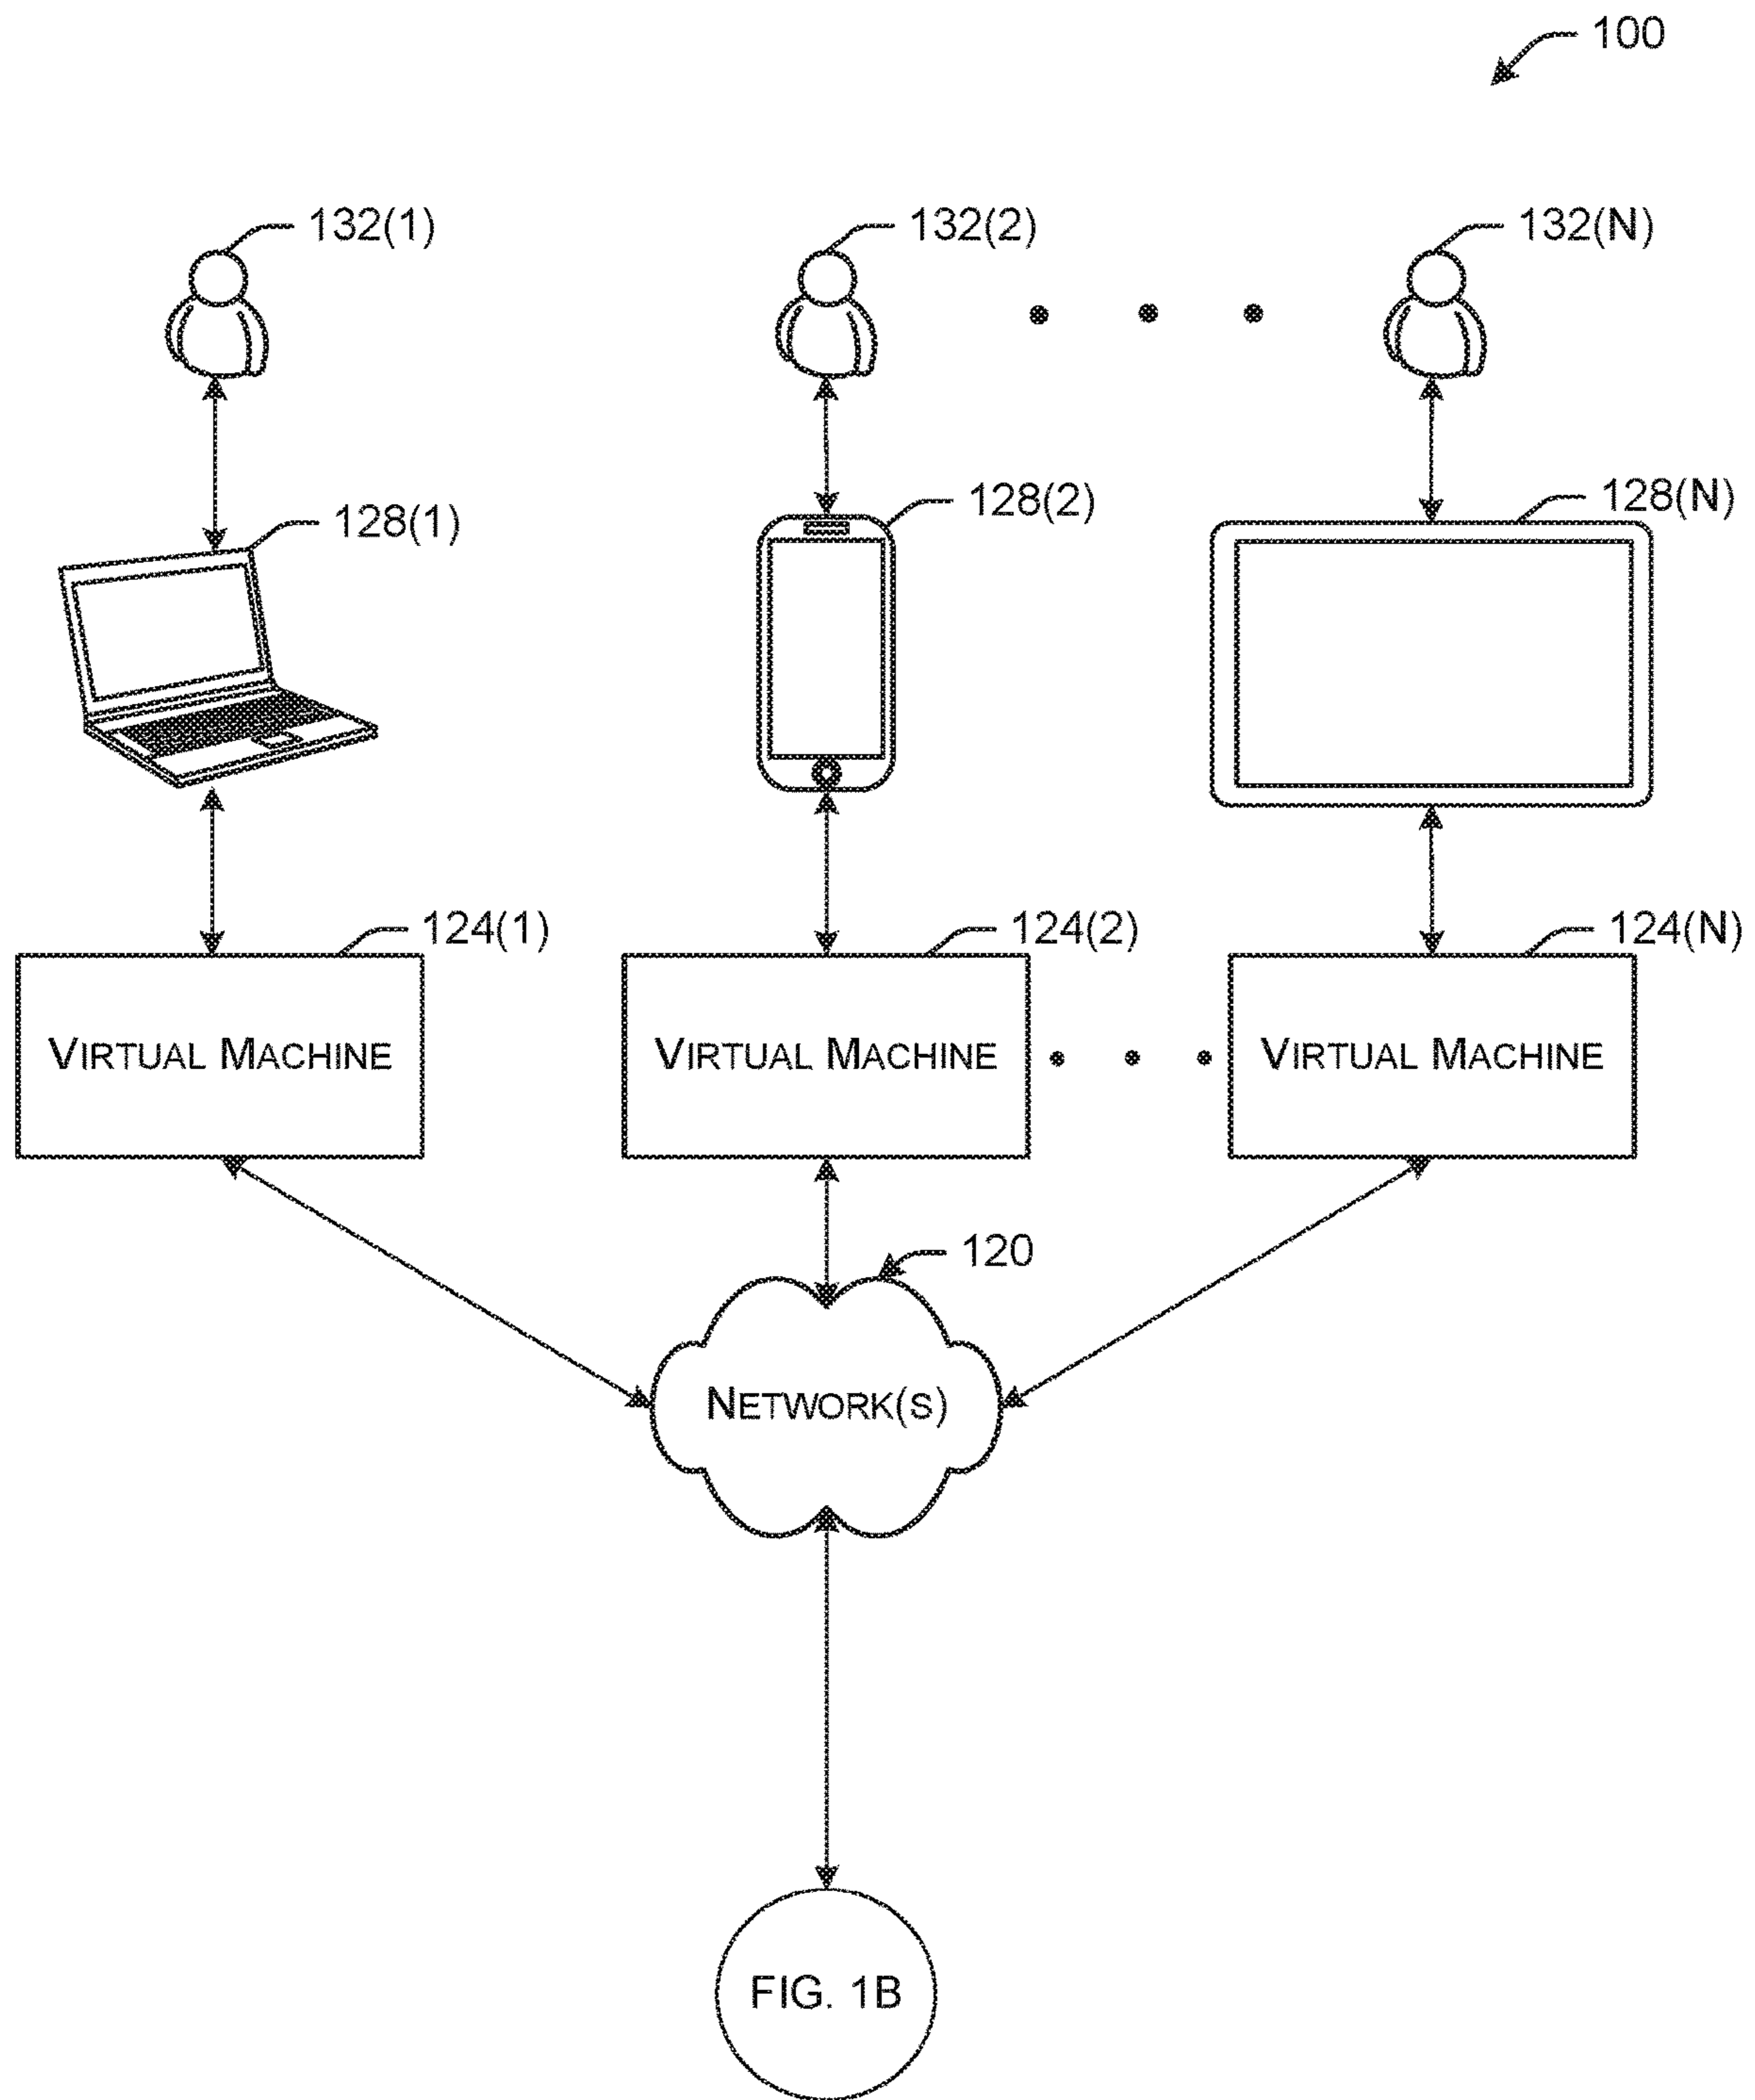 100
132(1)
132(2)
132(N)
128(1)
128(2)
128(N)
124(1)
124(2)
124(N)
VIRTUAL MACHINE
VIRTUAL MACHINE
VIRTUAL MACHINE
120
NETWORK(S)
FIG. 1B